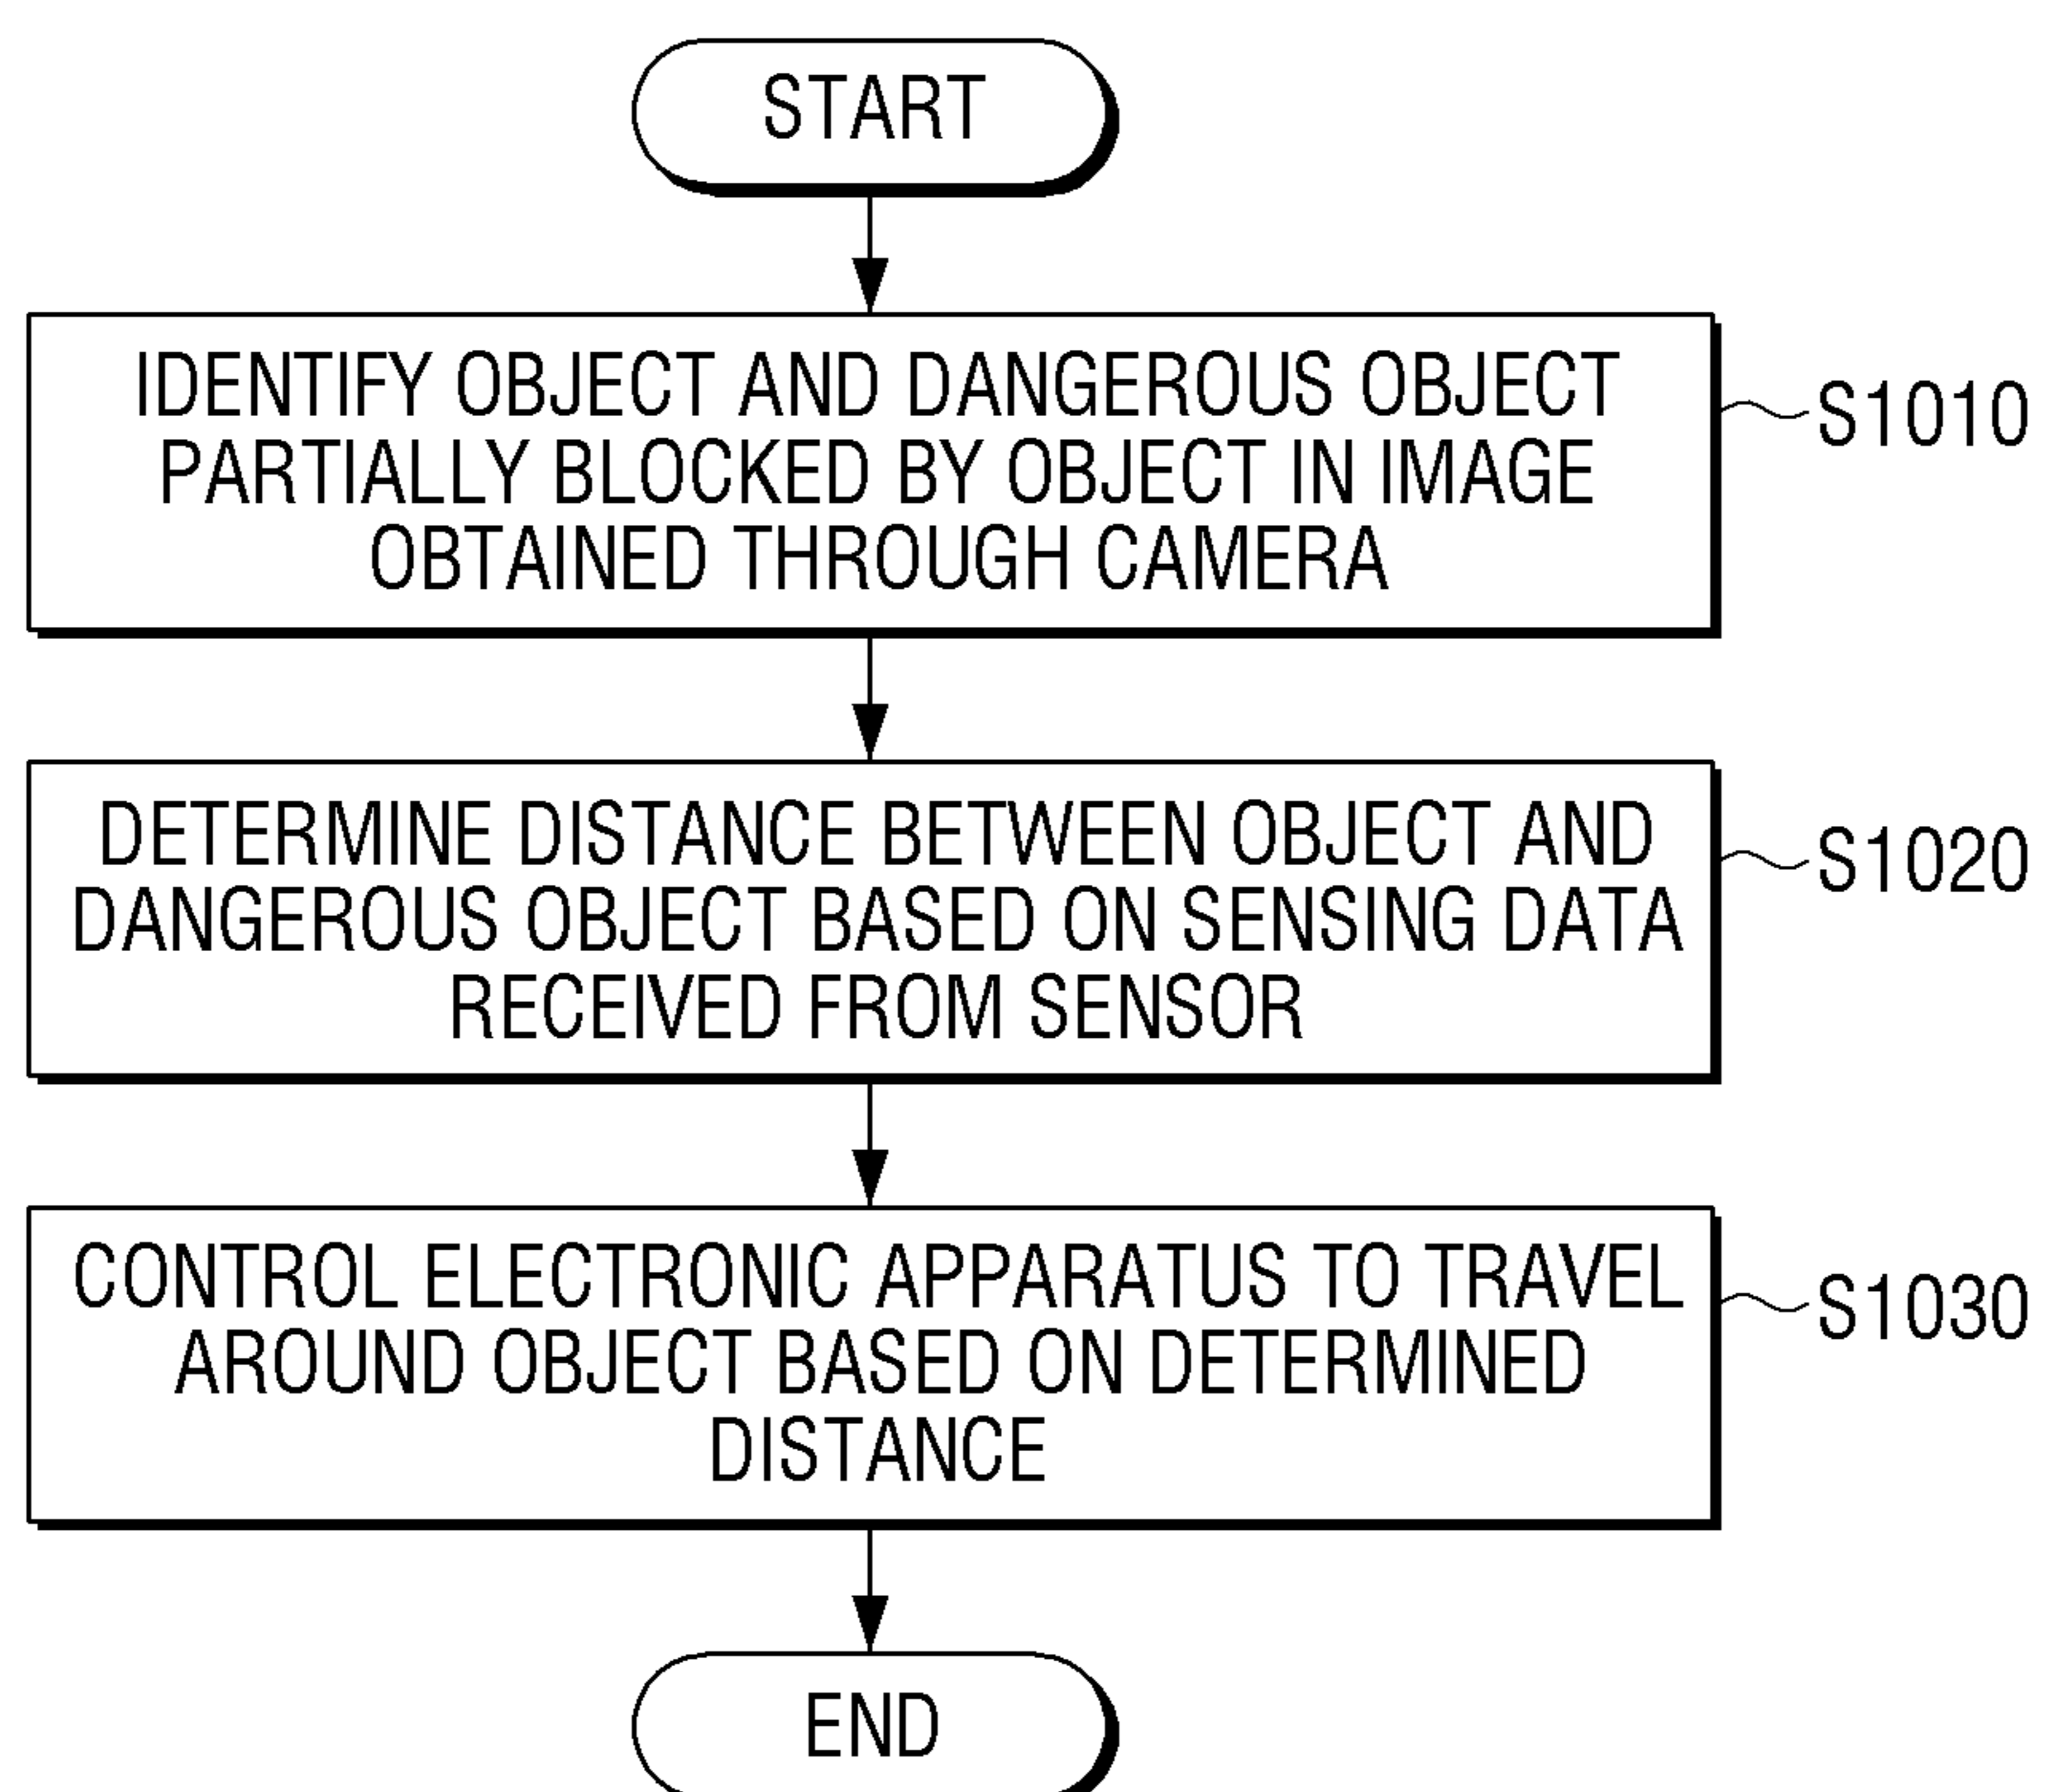 START
IDENTIFY OBJECT AND DANGEROUS OBJECT
PARTIALLY BLOCKED BY OBJECT IN IMAGE
OBTAINED THROUGH CAMERA
S1010
DETERMINE DISTANCE BETWEEN OBJECT AND
DANGEROUS OBJECT BASED ON SENSING DATA
RECEIVED FROM SENSOR
S1020
CONTROL ELECTRONIC APPARATUS TO TRAVEL
AROUND OBJECT BASED ON DETERMINED
DISTANCE
S1030
END